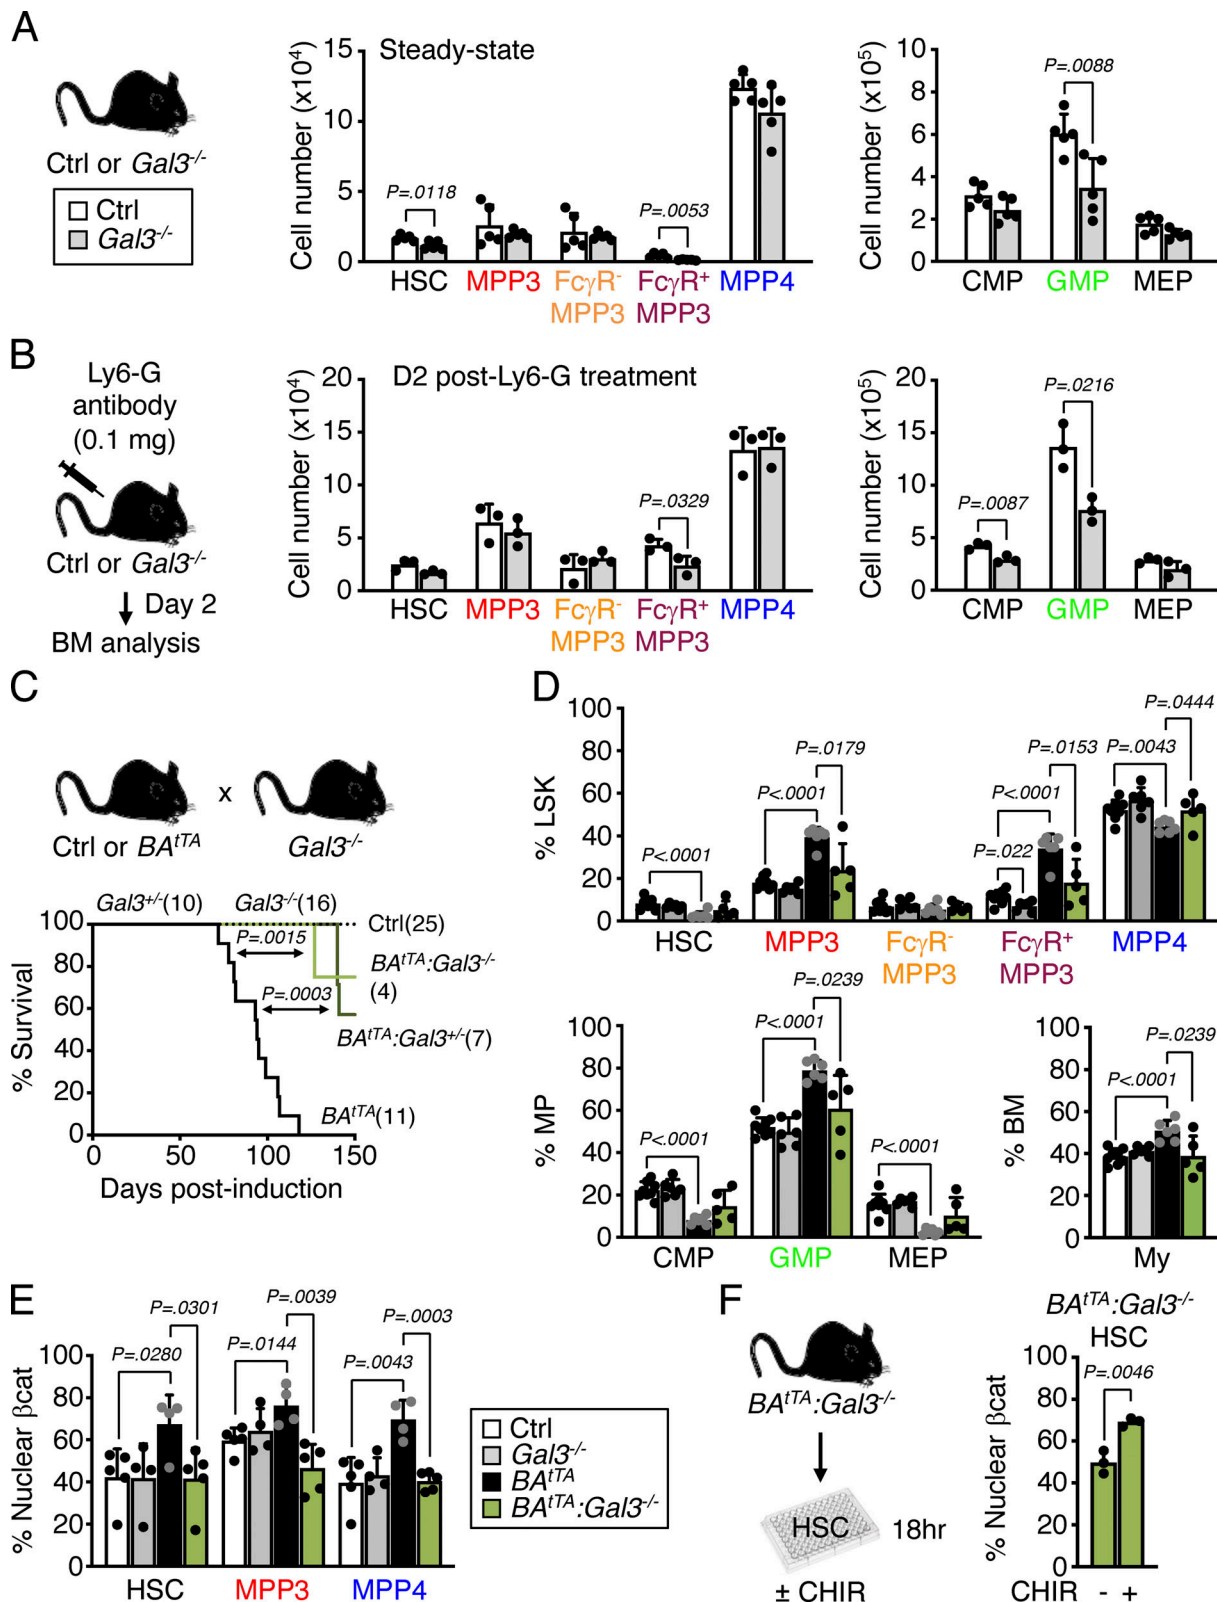 A
Ctrl or Gal3-/-
Ctrl
Gal3-/-
Steady-state
Cell number (x10⁴)
15
10
5
0
P=.0118
P=.0053
HSC MPP3 FcγR- MPP3 FcγR+ MPP3 MPP4
Cell number (x10⁵)
10
8
6
4
2
0
P=.0088
CMP GMP MEP
B
Ly6-G
antibody
(0.1 mg)
Ctrl or Gal3-/-
Day 2
BM analysis
D2 post-Ly6-G treatment
Cell number (x10⁴)
20
15
10
5
0
P=.0329
HSC MPP3 FcγR- MPP3 FcγR+ MPP3 MPP4
Cell number (x10⁵)
20
15
10
5
0
P=.0087
P=.0216
CMP GMP MEP
C
x
Ctrl or BAtTA
Gal3-/-
Gal3+/-(10) Gal3-/-(16)
Ctrl(25)
P=.0015
BAtTA:Gal3-/-
(4)
P=.0003
BAtTA:Gal3+/-(7)
BAtTA(11)
% Survival
100
80
60
40
20
0
0 50 100 150
Days post-induction
D
% LSK
100
80
60
40
20
0
P<.0001
P<.0001
P=.0179
P=.022
P<.0001
P=.0153
P=.0043
P=.0444
HSC MPP3 FcγR- MPP3 FcγR+ MPP3 MPP4
% MP
100
80
60
40
20
0
P<.0001
P<.0001
P=.0239
P<.0001
CMP GMP MEP
% BM
100
80
60
40
20
0
P<.0001
P=.0239
My
E
% Nuclear βcat
100
80
60
40
20
0
P=.0280
P=.0301
P=.0144
P=.0039
P=.0043
P=.0003
HSC MPP3 MPP4
Ctrl
Gal3-/-
BAtTA
BAtTA:Gal3-/-
F
BAtTA:Gal3-/-
HSC
18hr
± CHIR
BAtTA:Gal3-/-
HSC
% Nuclear βcat
100
80
60
40
20
0
P=.0046
CHIR - +